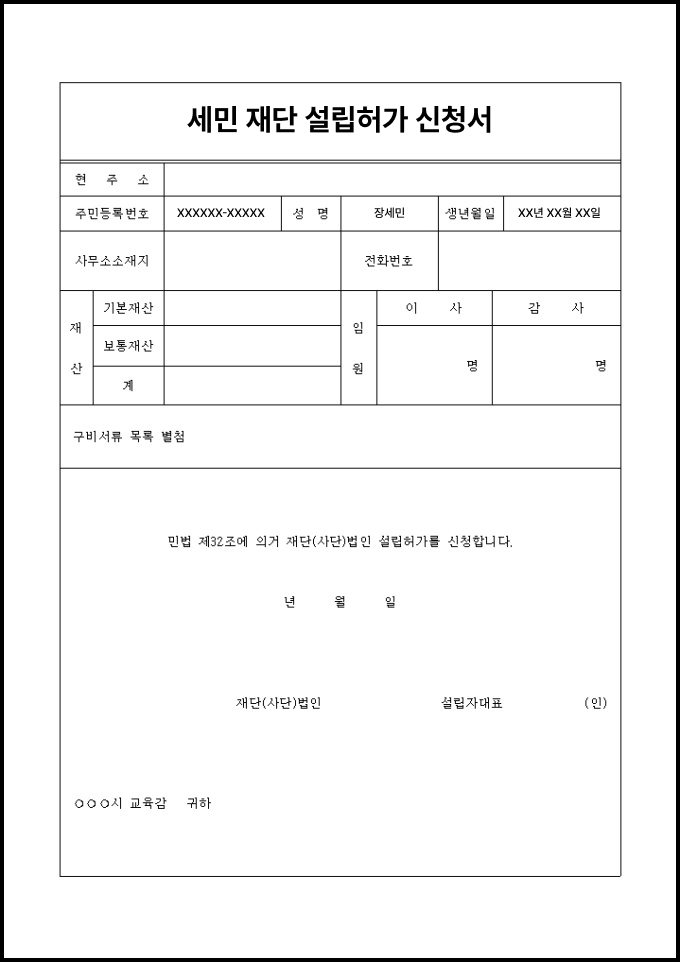 세민 재단 설립허가 신청서
현 주 소
주민등록번호 XXXXXX-XXXXX 성 명 장세민 생년월일 XX년 XX월 XX일
사무소소재지 전화번호
재 산 기본재산 임 원 이 사 감 사
보통재산 명 명
계
구비서류 목록 별첨
민법 제32조에 의거 재단(사단)법인 설립허가를 신청합니다.
년 월 일
재단(사단)법인 설립자대표 (인)
○○○시 교육감 귀하